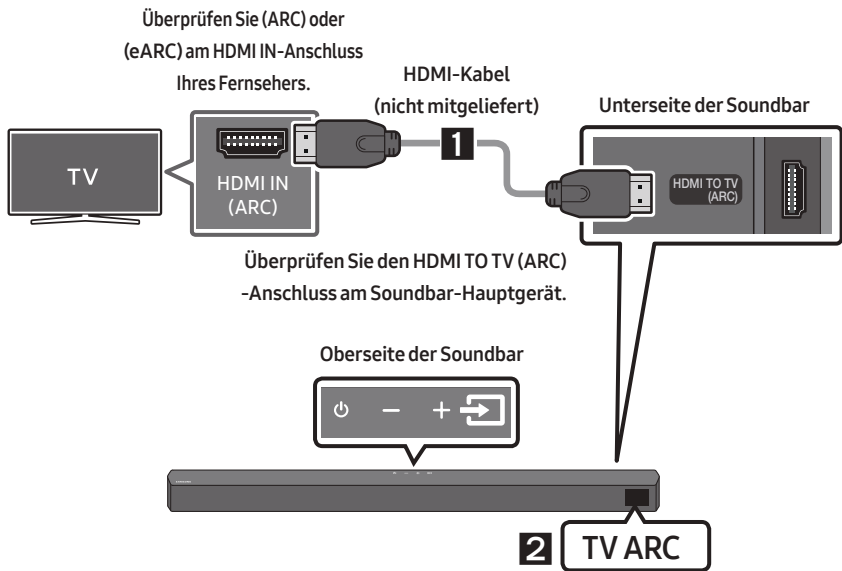 Überprüfen Sie (ARC) oder
(eARC) am HDMI IN-Anschluss
Ihres Fernsehers.
HDMI-Kabel
(nicht mitgeliefert)
1
Unterseite der Soundbar
TV
HDMI IN
(ARC)
HDMI TO TV
(ARC)
Überprüfen Sie den HDMI TO TV (ARC)
-Anschluss am Soundbar-Hauptgerät.
Oberseite der Soundbar
2
TV ARC